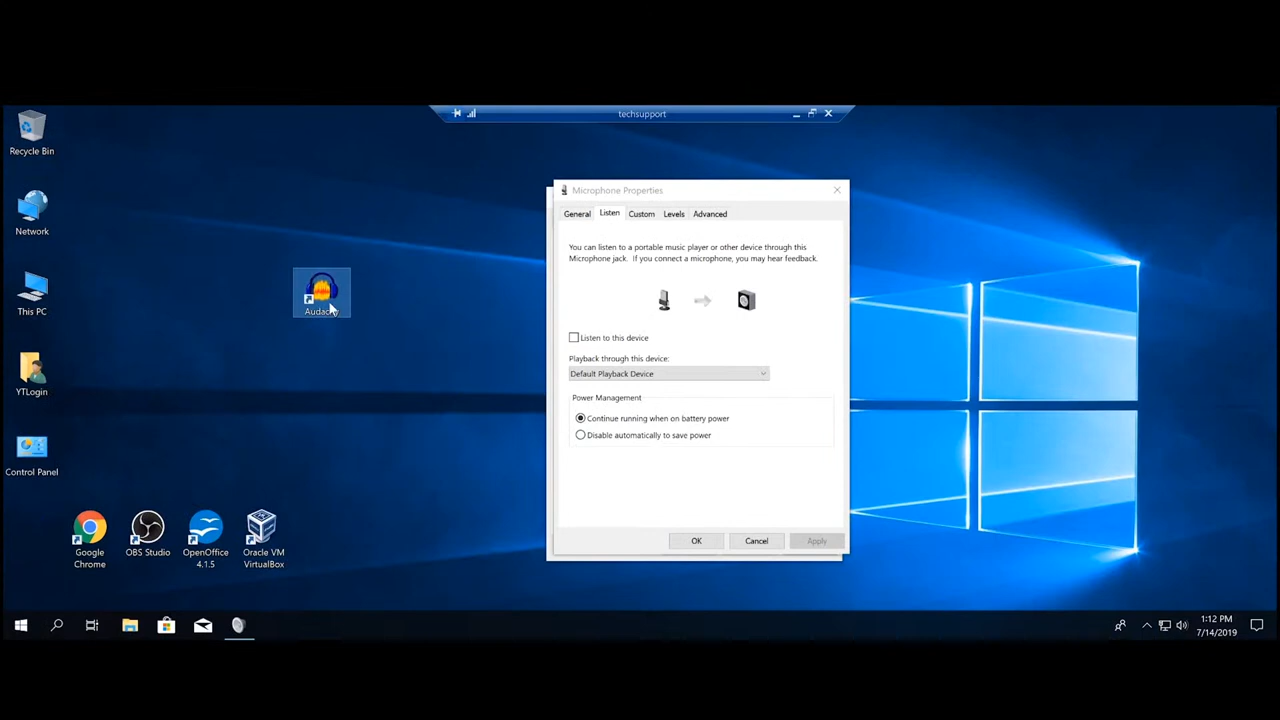 techsupport
Recycle Bin
Network
This PC
YTLogin
Control Panel
Audacity
Google
Chrome
OBS Studio
OpenOffice
4.1.5
Oracle VM
VirtualBox
Microphone Properties
General
Listen
Custom
Levels
Advanced
You can listen to a portable music player or other device through this
Microphone jack. If you connect a microphone, you may hear feedback.
Listen to this device
Playback through this device:
Default Playback Device
Power Management
Continue running when on battery power
Disable automatically to save power
OK
Cancel
Apply
1:12 PM
7/14/2019